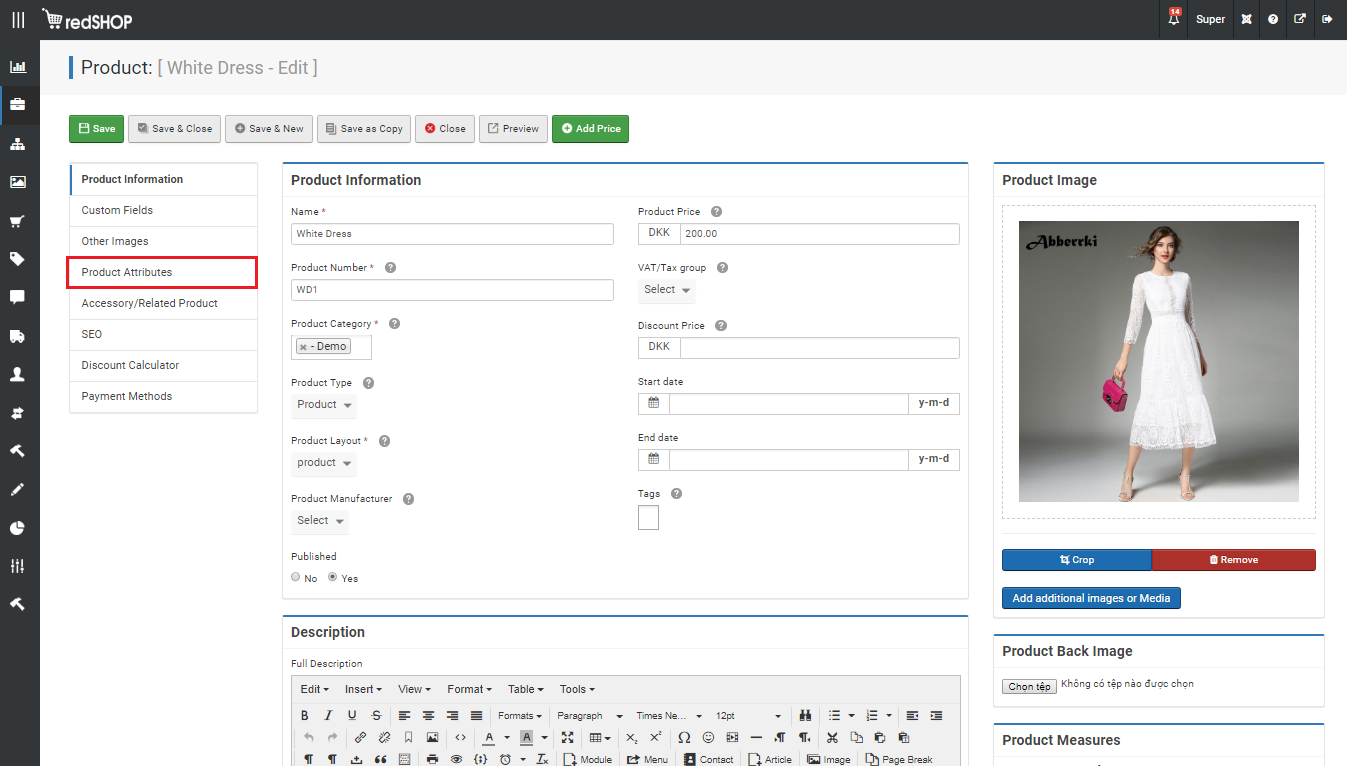 redSHOP
14
Super
Product: [ White Dress - Edit ]
Save
Save & Close
Save & New
Save as Copy
Close
Preview
Add Price
Product Information
Custom Fields
Other Images
Product Attributes
Accessory/Related Product
SEO
Discount Calculator
Payment Methods
Product Information
Name *
White Dress
Product Number *
WD1
Product Category *
- Demo
Product Type
Product
Product Layout *
product
Product Manufacturer
Select
Published
No Yes
Product Price
DKK 200.00
VAT/Tax group
Select
Discount Price
DKK
Start date
y-m-d
End date
y-m-d
Tags
Description
Full Description
Edit Insert View Format Table Tools
Formats Paragraph Times Ne... 12pt
Module Menu Contact Article Image Page Break
Product Image
Abberrki
Crop Remove
Add additional images or Media
Product Back Image
Chọn tệp Không có tệp nào được chọn
Product Measures